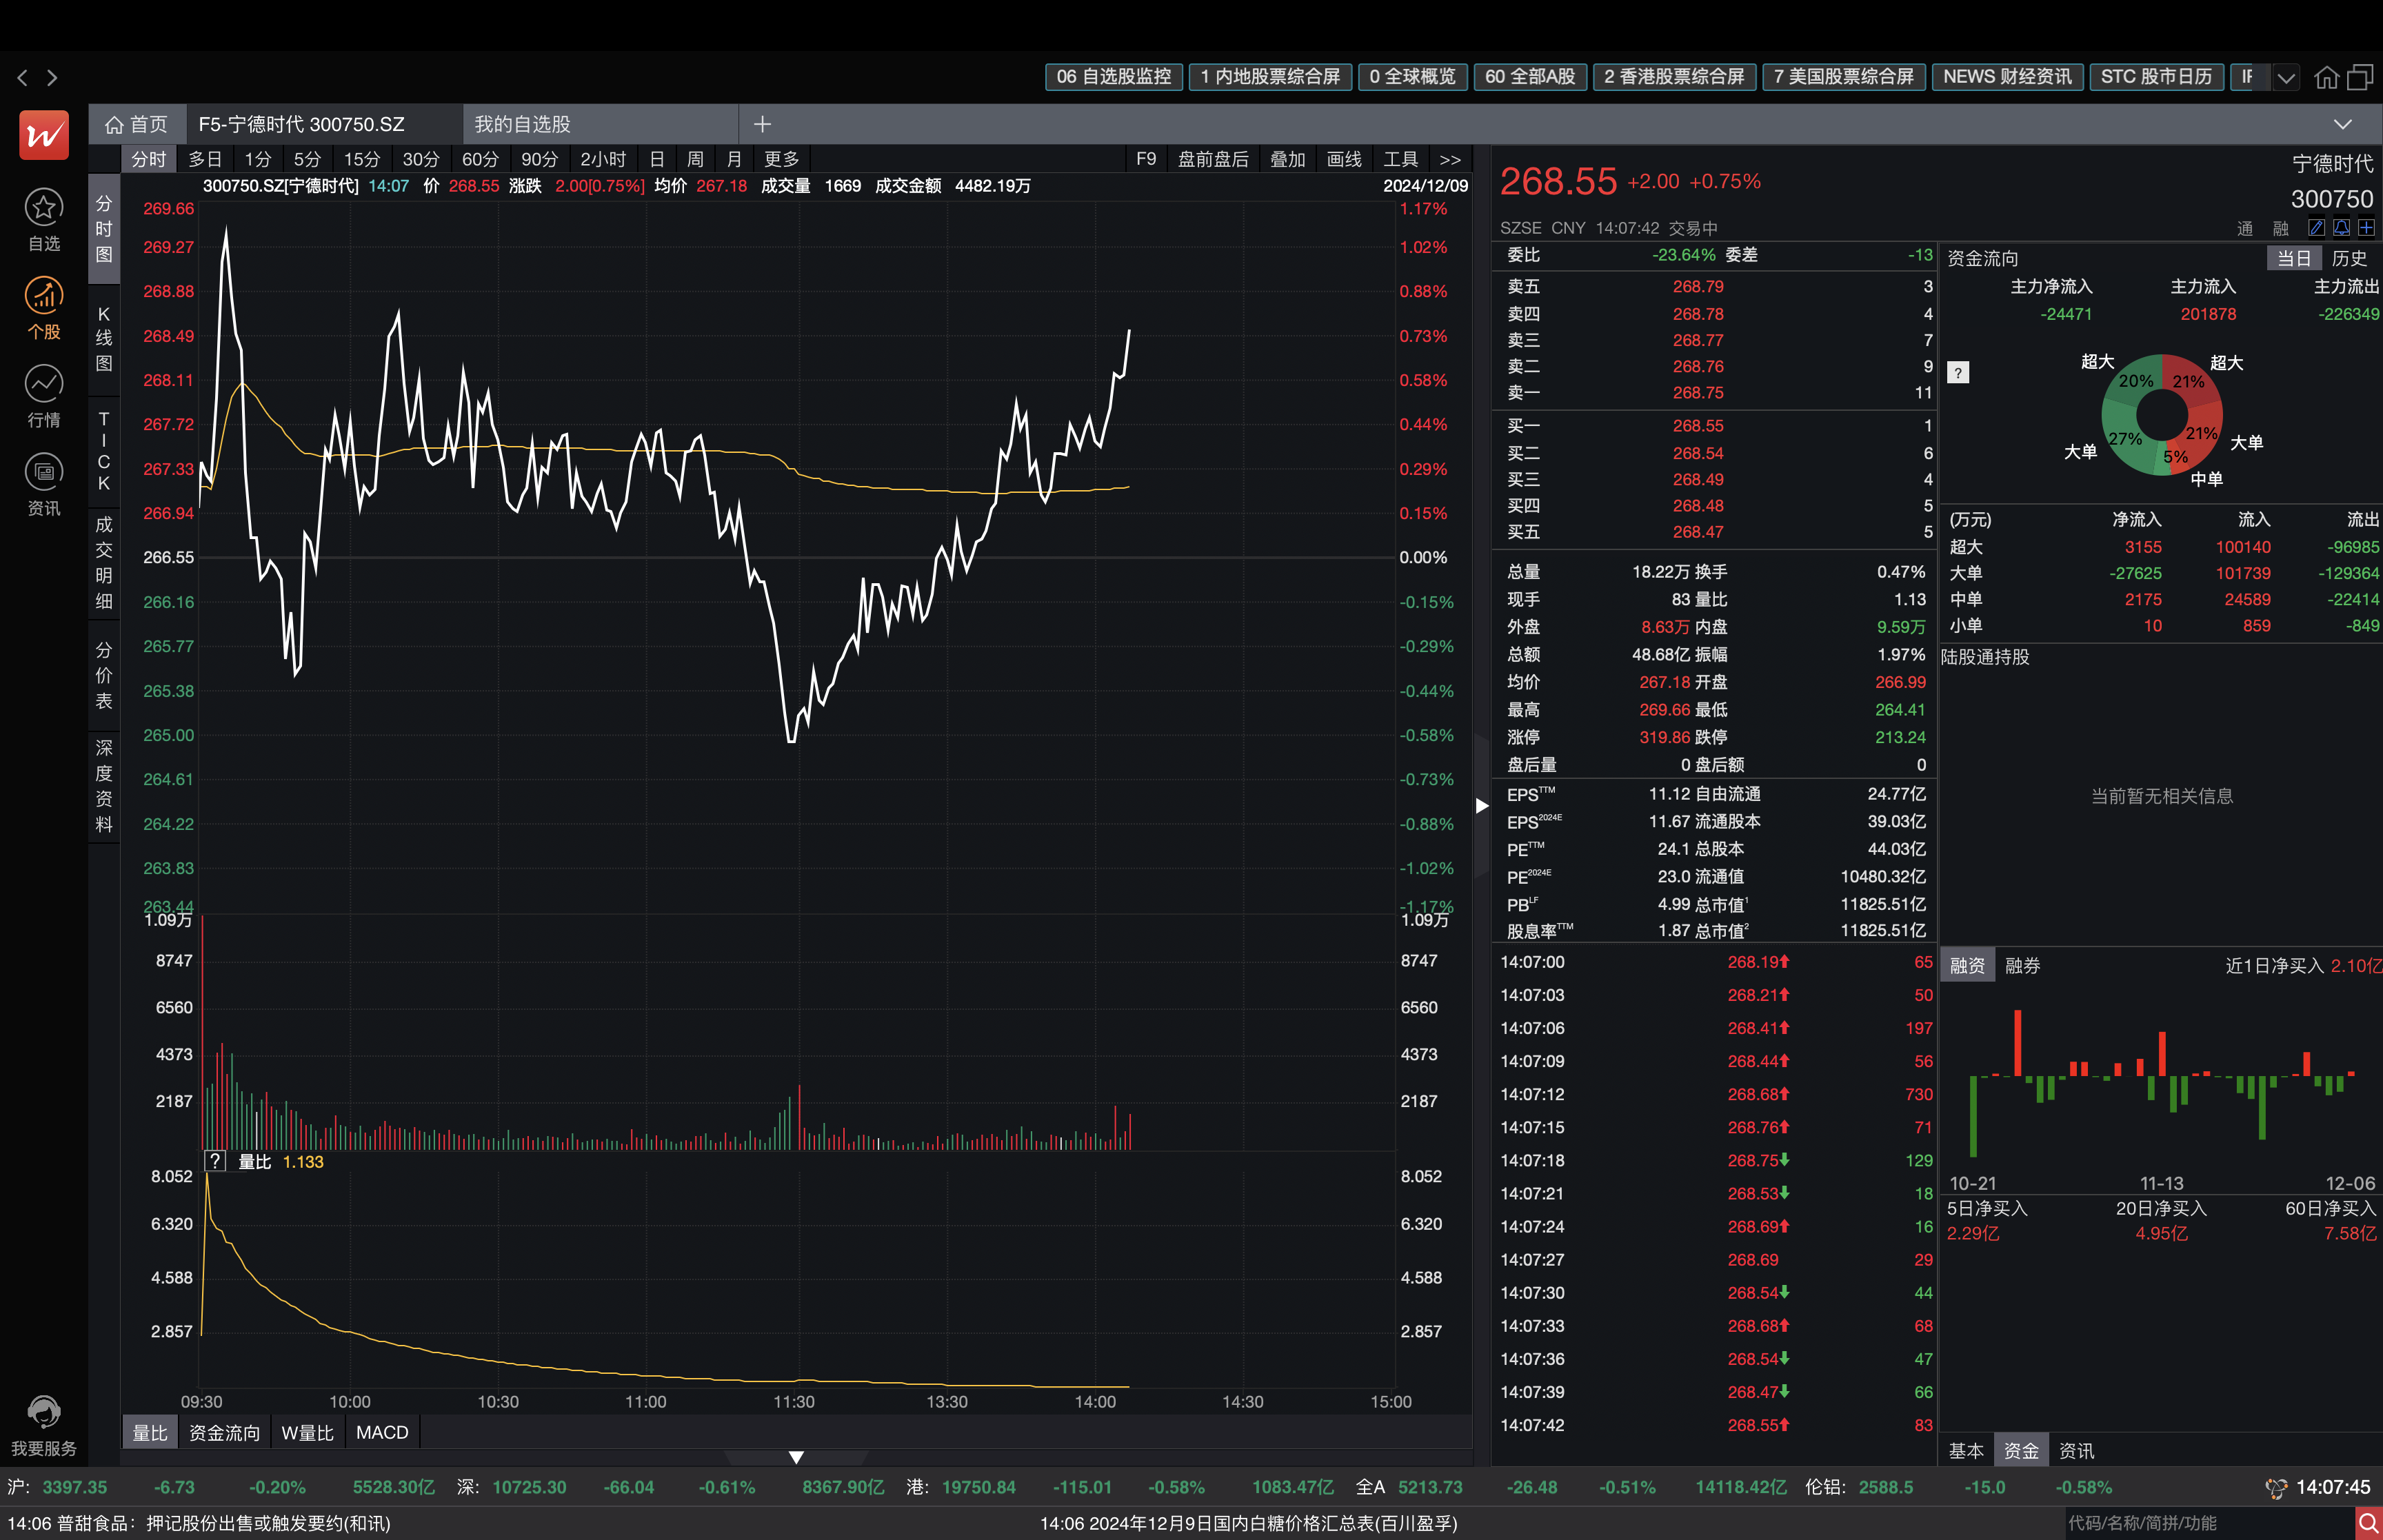 06 自选股监控 1 内地股票综合屏 0 全球概览 60 全部A股 2 香港股票综合屏 7 美国股票综合屏 NEWS 财经资讯 STC 股市日历
首页 F5-宁德时代 300750.SZ 我的自选股
自选
个股
行情
资讯
我要服务
分时 多日 1分 5分 15分 30分 60分 90分 2小时 日 周 月 更多 F9 盘前盘后 叠加 画线 工具 >>
分时图
K线图
TICK
成交明细
分价表
深度资料
300750.SZ[宁德时代] 14:07 价 268.55 涨跌 2.00[0.75%] 均价 267.18 成交量 1669 成交金额 4482.19万 2024/12/09
269.66 1.17%
269.27 1.02%
268.88 0.88%
268.49 0.73%
268.11 0.58%
267.72 0.44%
267.33 0.29%
266.94 0.15%
266.55 0.00%
266.16 -0.15%
265.77 -0.29%
265.38 -0.44%
265.00 -0.58%
264.61 -0.73%
264.22 -0.88%
263.83 -1.02%
263.44 -1.17%
1.09万 1.09万
8747 8747
6560 6560
4373 4373
2187 2187
? 量比 1.133
8.052 8.052
6.320 6.320
4.588 4.588
2.857 2.857
09:30 10:00 10:30 11:00 11:30 13:30 14:00 14:30 15:00
量比 资金流向 W量比 MACD
268.55 +2.00 +0.75% 宁德时代
300750
SZSE CNY 14:07:42 交易中 通 融
委比 -23.64% 委差 -13
卖五 268.79 3
卖四 268.78 4
卖三 268.77 7
卖二 268.76 9
卖一 268.75 11
买一 268.55 1
买二 268.54 6
买三 268.49 4
买四 268.48 5
买五 268.47 5
总量 18.22万 换手 0.47%
现手 83 量比 1.13
外盘 8.63万 内盘 9.59万
总额 48.68亿 振幅 1.97%
均价 267.18 开盘 266.99
最高 269.66 最低 264.41
涨停 319.86 跌停 213.24
盘后量 0 盘后额 0
EPSTTM 11.12 自由流通 24.77亿
EPS2024E 11.67 流通股本 39.03亿
PETTM 24.1 总股本 44.03亿
PE2024E 23.0 流通值 10480.32亿
PBLF 4.99 总市值1 11825.51亿
股息率TTM 1.87 总市值2 11825.51亿
14:07:00 268.19 65
14:07:03 268.21 50
14:07:06 268.41 197
14:07:09 268.44 56
14:07:12 268.68 730
14:07:15 268.76 71
14:07:18 268.75 129
14:07:21 268.53 18
14:07:24 268.69 16
14:07:27 268.69 29
14:07:30 268.54 44
14:07:33 268.68 68
14:07:36 268.54 47
14:07:39 268.47 66
14:07:42 268.55 83
资金流向 当日 历史
主力净流入 主力流入 主力流出
-24471 201878 -226349
?
超大 20% 21% 超大
大单 27% 21% 大单
5% 中单
(万元) 净流入 流入 流出
超大 3155 100140 -96985
大单 -27625 101739 -129364
中单 2175 24589 -22414
小单 10 859 -849
陆股通持股
当前暂无相关信息
融资 融券 近1日净买入 2.10亿
10-21 11-13 12-06
5日净买入 20日净买入 60日净买入
2.29亿 4.95亿 7.58亿
基本 资金 资讯
沪: 3397.35 -6.73 -0.20% 5528.30亿 深: 10725.30 -66.04 -0.61% 8367.90亿 港: 19750.84 -115.01 -0.58% 1083.47亿 全A 5213.73 -26.48 -0.51% 14118.42亿 伦铝: 2588.5 -15.0 -0.58% 14:07:45
14:06 普甜食品：押记股份出售或触发要约(和讯) 14:06 2024年12月9日国内白糖价格汇总表(百川盈孚) 代码/名称/简拼/功能